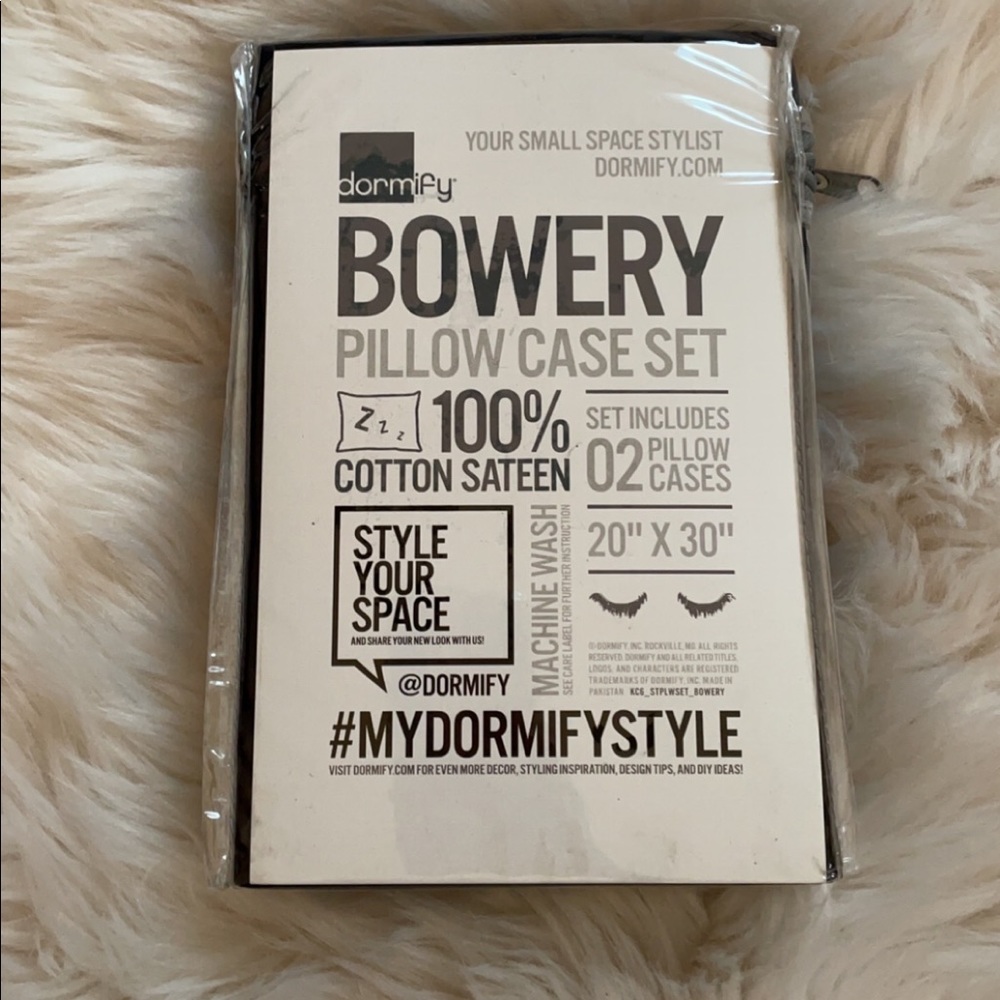 YOUR SMALL SPACE STYLIST
DORMIFY.COM
dormify
BOWERY
PILLOW CASE SET
Z z z
100%
COTTON SATEEN
SET INCLUDES
02 PILLOW CASES
20" X 30"
STYLE
YOUR
SPACE
AND SHARE YOUR NEW LOOK WITH US!
@DORMIFY
MACHINE WASH
SEE CARE LABEL FOR FURTHER INSTRUCTION
© DORMIFY, INC. ROCKVILLE, MD. ALL RIGHTS
RESERVED. DORMIFY AND ALL RELATED TITLES,
LOGOS, AND CHARACTERS ARE REGISTERED
TRADEMARKS OF DORMIFY, INC. MADE IN
PAKISTAN KC6_STPLWSET_BOWERY
#MYDORMIFYSTYLE
VISIT DORMIFY.COM FOR EVEN MORE DECOR, STYLING INSPIRATION, DESIGN TIPS, AND DIY IDEAS!